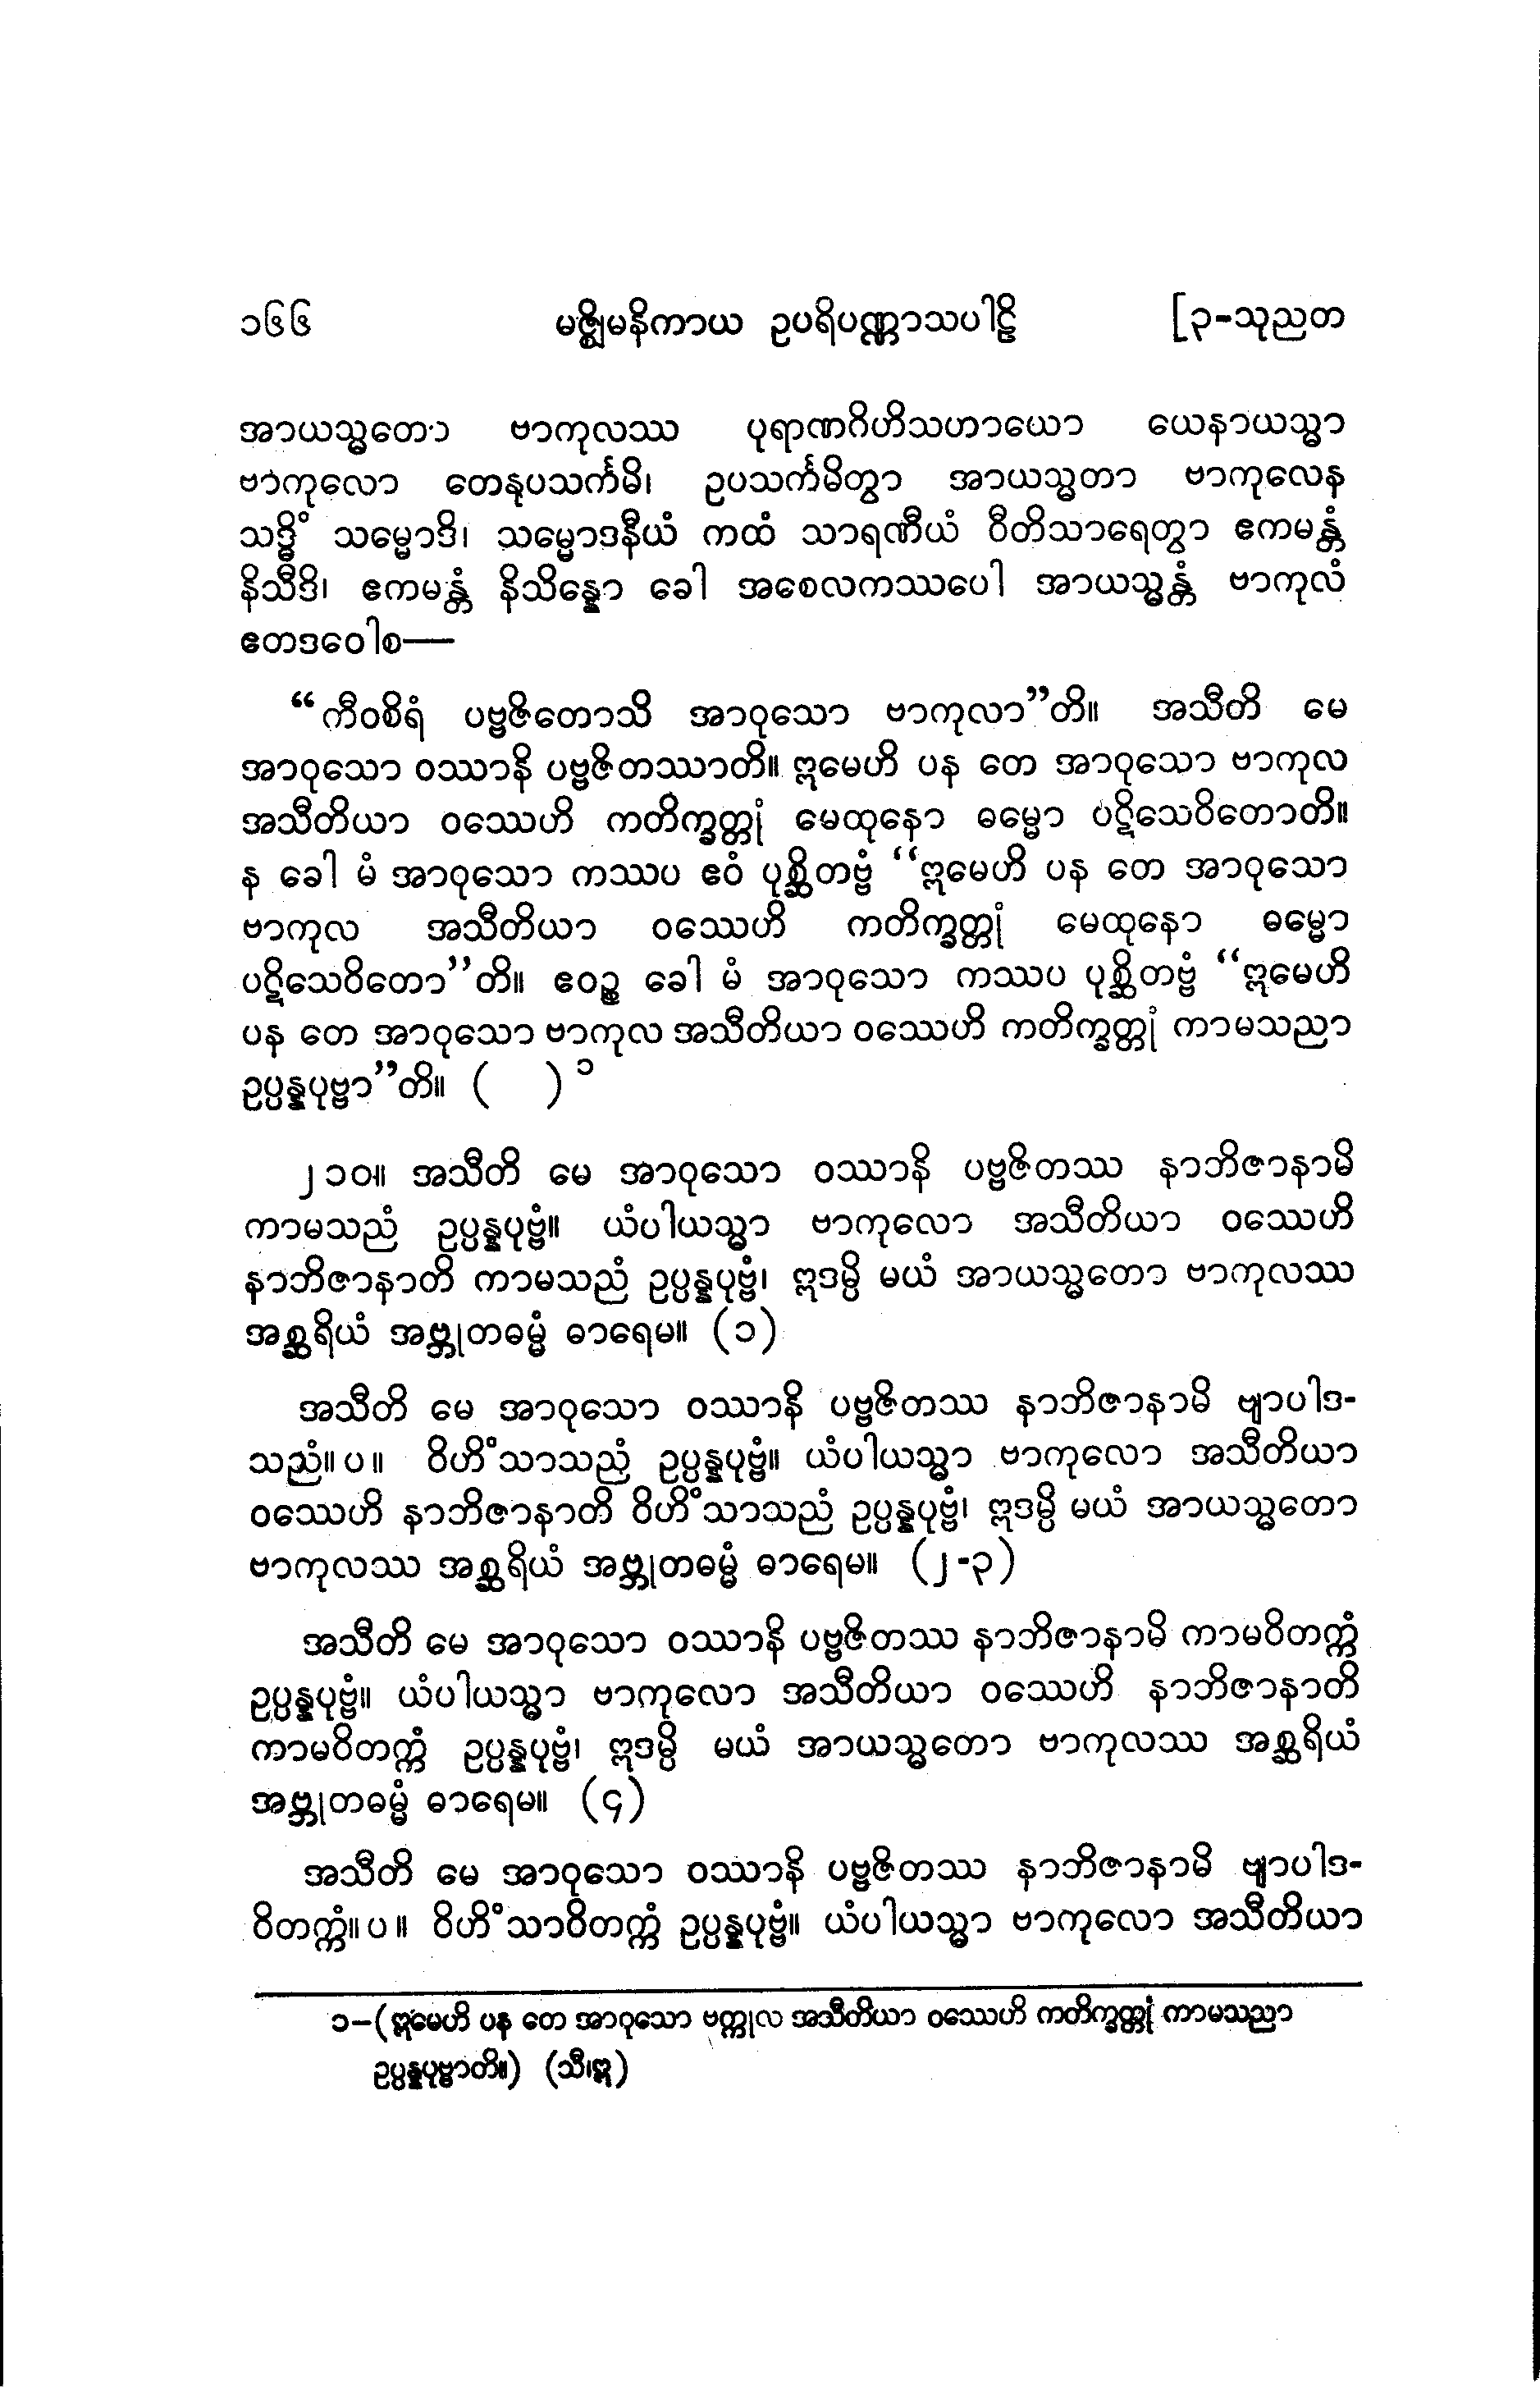 ၁၆၆ မဇ္ဈိမနိကာယ ဥပရိပဏ္ဏာသပါဠိ [၃-သုညတ
အာယသ္မတော ဗာကုလဿ ပုရာဏဂိဟိသဟာယော ယေနာယသ္မာ
ဗာကုလော တေနုပသင်္ကမိ၊ ဥပသင်္ကမိတွာ အာယသ္မတာ ဗာကုလေန
သဒ္ဓိံ သမ္မောဒိ၊ သမ္မောဒနီယံ ကထံ သာရဏီယံ ဝီတိသာရေတွာ ဧကမန္တံ
နိသီဒိ၊ ဧကမန္တံ နိသိန္နော ခေါ အစေလကဿပေါ အာယသ္မန္တံ ဗာကုလံ
ဧတဒဝေါစ—
“ကီဝစိရံ ပဗ္ဗဇိတောသိ အာဝုသော ဗာကုလာ”တိ။ အသီတိ မေ
အာဝုသော ဝဿာနိ ပဗ္ဗဇိတဿာတိ။ ဣမေဟိ ပန တေ အာဝုသော ဗာကုလ
အသီတိယာ ဝဿေဟိ ကတိက္ခတ္တုံ မေထုနော ဓမ္မော ပဋိသေဝိတောတိ။
န ခေါ မံ အာဝုသော ကဿပ ဧဝံ ပုစ္ဆိတဗ္ဗံ “ဣမေဟိ ပန တေ အာဝုသော
ဗာကုလ အသီတိယာ ဝဿေဟိ ကတိက္ခတ္တုံ မေထုနော ဓမ္မော
ပဋိသေဝိတော”တိ။ ဧဝဉ္စ ခေါ မံ အာဝုသော ကဿပ ပုစ္ဆိတဗ္ဗံ “ဣမေဟိ
ပန တေ အာဝုသော ဗာကုလ အသီတိယာ ဝဿေဟိ ကတိက္ခတ္တုံ ကာမသညာ
ဥပ္ပန္နပုဗ္ဗာ”တိ။ ( )၁
၂၁၀။ အသီတိ မေ အာဝုသော ဝဿာနိ ပဗ္ဗဇိတဿ နာဘိဇာနာမိ
ကာမသညံ ဥပ္ပန္နပုဗ္ဗံ။ ယံပါယသ္မာ ဗာကုလော အသီတိယာ ဝဿေဟိ
နာဘိဇာနာတိ ကာမသညံ ဥပ္ပန္နပုဗ္ဗံ၊ ဣဒမ္ပိ မယံ အာယသ္မတော ဗာကုလဿ
အစ္ဆရိယံ အဗ္ဘုတဓမ္မံ ဓာရေမ။ (၁)
အသီတိ မေ အာဝုသော ဝဿာနိ ပဗ္ဗဇိတဿ နာဘိဇာနာမိ ဗျာပါဒ-
သညံ။ပ။ ဝိဟိံသာသညံ ဥပ္ပန္နပုဗ္ဗံ။ ယံပါယသ္မာ ဗာကုလော အသီတိယာ
ဝဿေဟိ နာဘိဇာနာတိ ဝိဟိံသာသညံ ဥပ္ပန္နပုဗ္ဗံ၊ ဣဒမ္ပိ မယံ အာယသ္မတော
ဗာကုလဿ အစ္ဆရိယံ အဗ္ဘုတဓမ္မံ ဓာရေမ။ (၂-၃)
အသီတိ မေ အာဝုသော ဝဿာနိ ပဗ္ဗဇိတဿ နာဘိဇာနာမိ ကာမဝိတက္ကံ
ဥပ္ပန္နပုဗ္ဗံ။ ယံပါယသ္မာ ဗာကုလော အသီတိယာ ဝဿေဟိ နာဘိဇာနာတိ
ကာမဝိတက္ကံ ဥပ္ပန္နပုဗ္ဗံ၊ ဣဒမ္ပိ မယံ အာယသ္မတော ဗာကုလဿ အစ္ဆရိယံ
အဗ္ဘုတဓမ္မံ ဓာရေမ။ (၄)
အသီတိ မေ အာဝုသော ဝဿာနိ ပဗ္ဗဇိတဿ နာဘိဇာနာမိ ဗျာပါဒ-
ဝိတက္ကံ။ပ။ ဝိဟိံသာဝိတက္ကံ ဥပ္ပန္နပုဗ္ဗံ။ ယံပါယသ္မာ ဗာကုလော အသီတိယာ
၁−(ဣမေဟိ ပန တေ အာဝုသော ဗက္ကုလ အသီတိယာ ဝဿေဟိ ကတိက္ခတ္တုံ ကာမသညာ
ဥပ္ပန္နပုဗ္ဗာတိ။) (သီ၊ဣ)